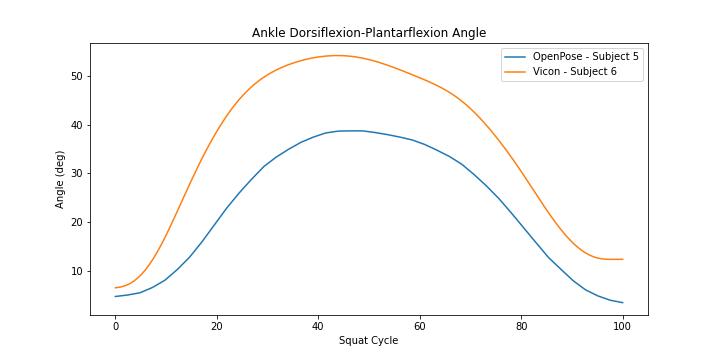 Ankle Dorsiflexion-Plantarflexion Angle
OpenPose - Subject 5
Vicon - Subject 6
Angle (deg)
50
40
30
20
10
0 20 40 60 80 100
Squat Cycle